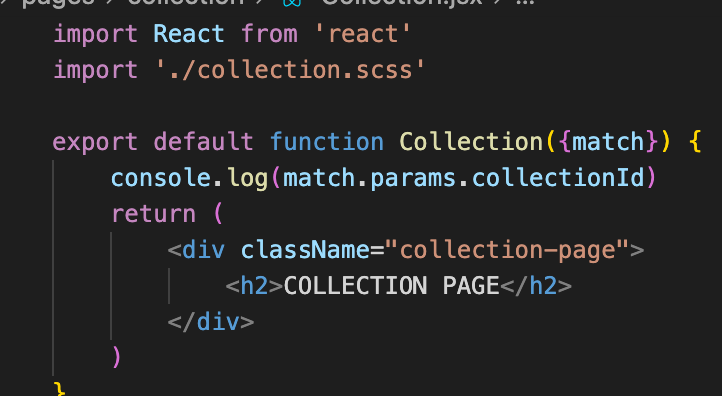 pages > collection > Collection.jsx > ...
import React from 'react'
import './collection.scss'
export default function Collection({match}) {
console.log(match.params.collectionId)
return (
<div className="collection-page">
<h2>COLLECTION PAGE</h2>
</div>
)
}